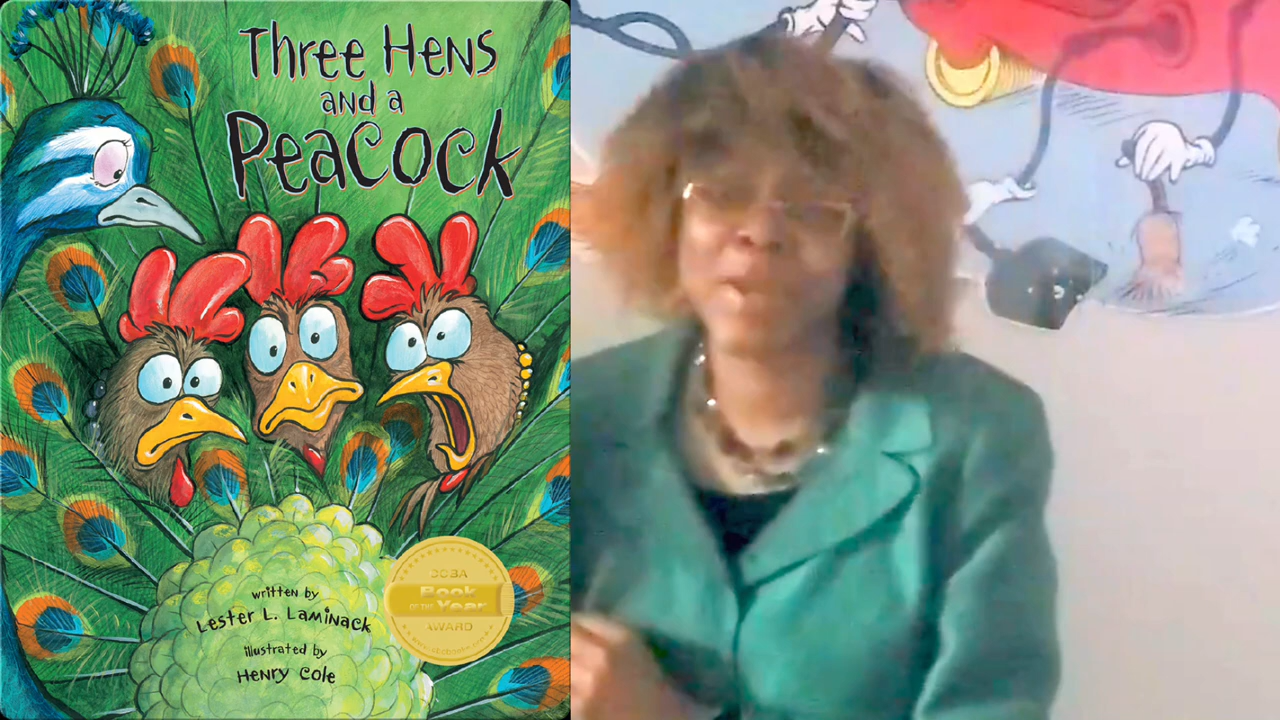 Three Hens
and a
Peacock
written by
Lester L. Laminack
illustrated by
Henry Cole
Book
OF THE Year
AWARD